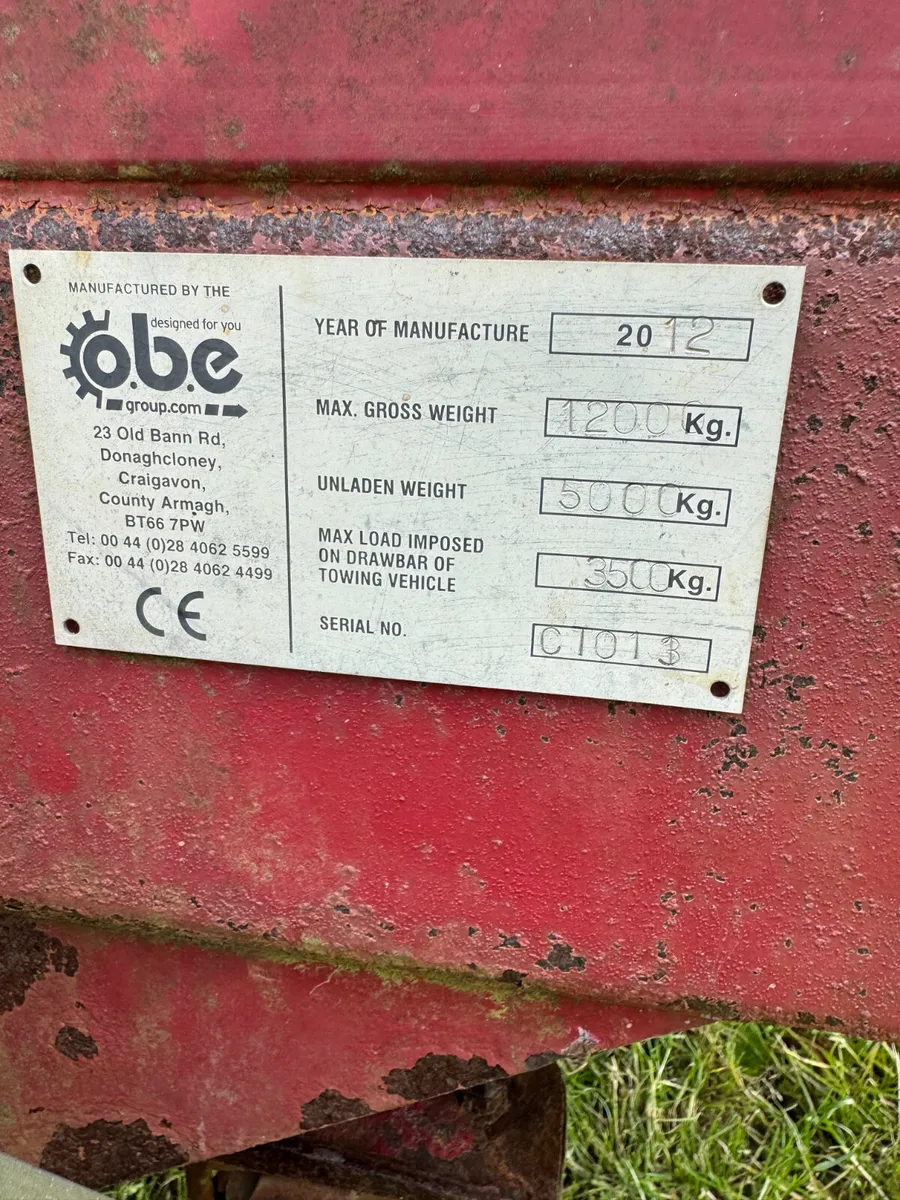 MANUFACTURED BY THE
designed for you
o.b.e
group.com
23 Old Bann Rd,
Donaghcloney,
Craigavon,
County Armagh,
BT66 7PW
Tel: 00 44 (0)28 4062 5599
Fax: 00 44 (0)28 4062 4499
CE
YEAR OF MANUFACTURE 2012
MAX. GROSS WEIGHT 12000 Kg.
UNLADEN WEIGHT 5000 Kg.
MAX LOAD IMPOSED
ON DRAWBAR OF
TOWING VEHICLE 3500 Kg.
SERIAL NO. CT013